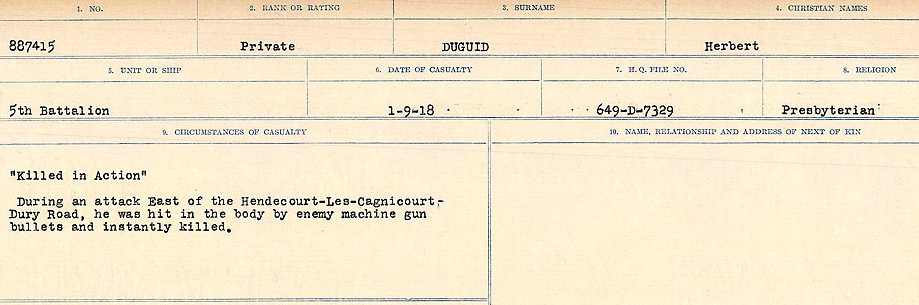 1. NO. 2. RANK OR RATING 3. SURNAME 4. CHRISTIAN NAMES
887415 Private DUGUID Herbert
5. UNIT OR SHIP 6. DATE OF CASUALTY 7. H. Q. FILE NO. 8. RELIGION
5th Battalion 1-9-18 649-D-7329 Presbyterian
9. CIRCUMSTANCES OF CASUALTY 10. NAME, RELATIONSHIP AND ADDRESS OF NEXT OF KIN
"Killed in Action"
During an attack East of the Hendecourt-Les-Cagnicourt-
Dury Road, he was hit in the body by enemy machine gun
bullets and instantly killed.